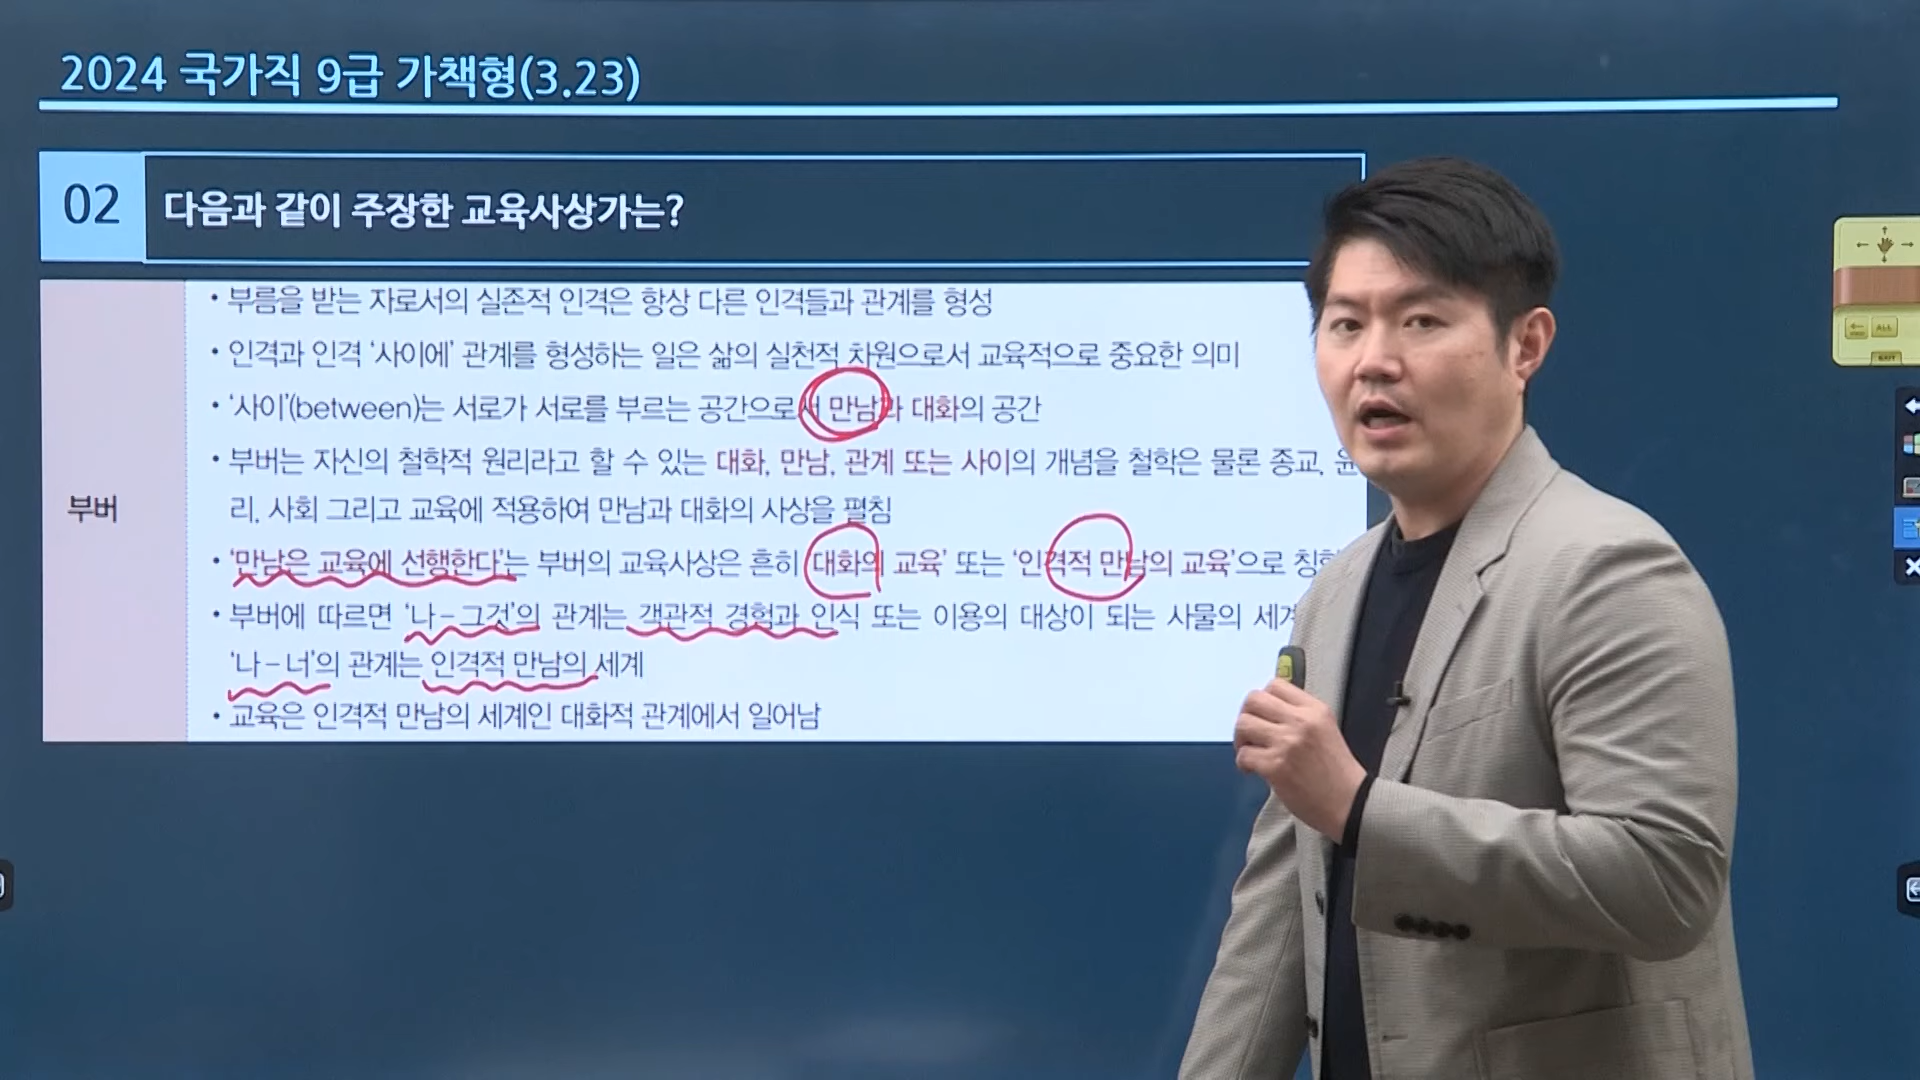 2024 국가직 9급 가책형(3.23)
02 다음과 같이 주장한 교육사상가는?
부버
• 부름을 받는 자로서의 실존적 인격은 항상 다른 인격들과 관계를 형성
• 인격과 인격 ‘사이에’ 관계를 형성하는 일은 삶의 실천적 차원으로서 교육적으로 중요한 의미
• ‘사이’(between)는 서로가 서로를 부르는 공간으로서 만남과 대화의 공간
• 부버는 자신의 철학적 원리라고 할 수 있는 대화, 만남, 관계 또는 사이의 개념을 철학은 물론 종교, 윤
리, 사회 그리고 교육에 적용하여 만남과 대화의 사상을 펼침
• ‘만남은 교육에 선행한다’는 부버의 교육사상은 흔히 ‘대화의 교육’ 또는 ‘인격적 만남의 교육’으로
• 부버에 따르면 ‘나–그것’의 관계는 객관적 경험과 인식 또는 이용의 대상이 되는 사물의 세계
‘나–너’의 관계는 인격적 만남의 세계
• 교육은 인격적 만남의 세계인 대화적 관계에서 일어남
ALL
EXIT